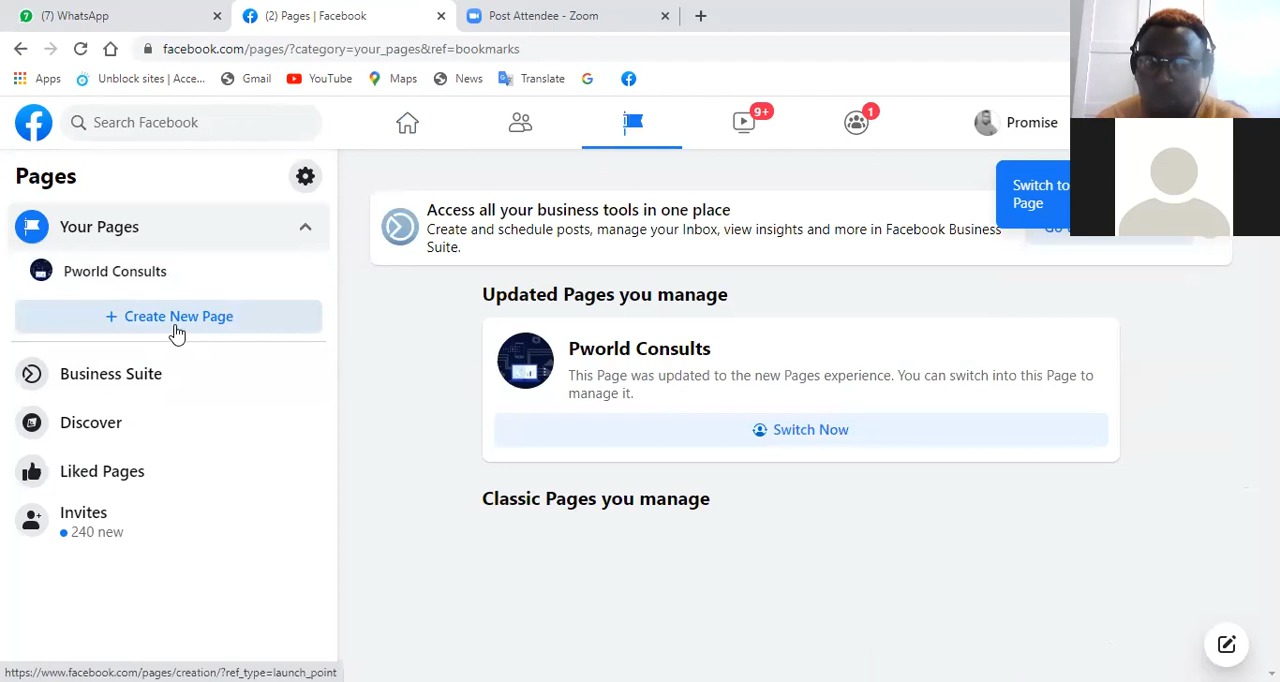 (7) WhatsApp
(2) Pages | Facebook
Post Attendee - Zoom
facebook.com/pages/?category=your_pages&ref=bookmarks
Apps
Unblock sites | Acce...
Gmail
YouTube
Maps
News
Translate
Search Facebook
9+
1
Promise
Pages
Your Pages
Pworld Consults
+ Create New Page
Business Suite
Discover
Liked Pages
Invites
240 new
Access all your business tools in one place
Create and schedule posts, manage your Inbox, view insights and more in Facebook Business
Suite.
Switch to
Page
Updated Pages you manage
Pworld Consults
This Page was updated to the new Pages experience. You can switch into this Page to
manage it.
Switch Now
Classic Pages you manage
https://www.facebook.com/pages/creation/?ref_type=launch_point